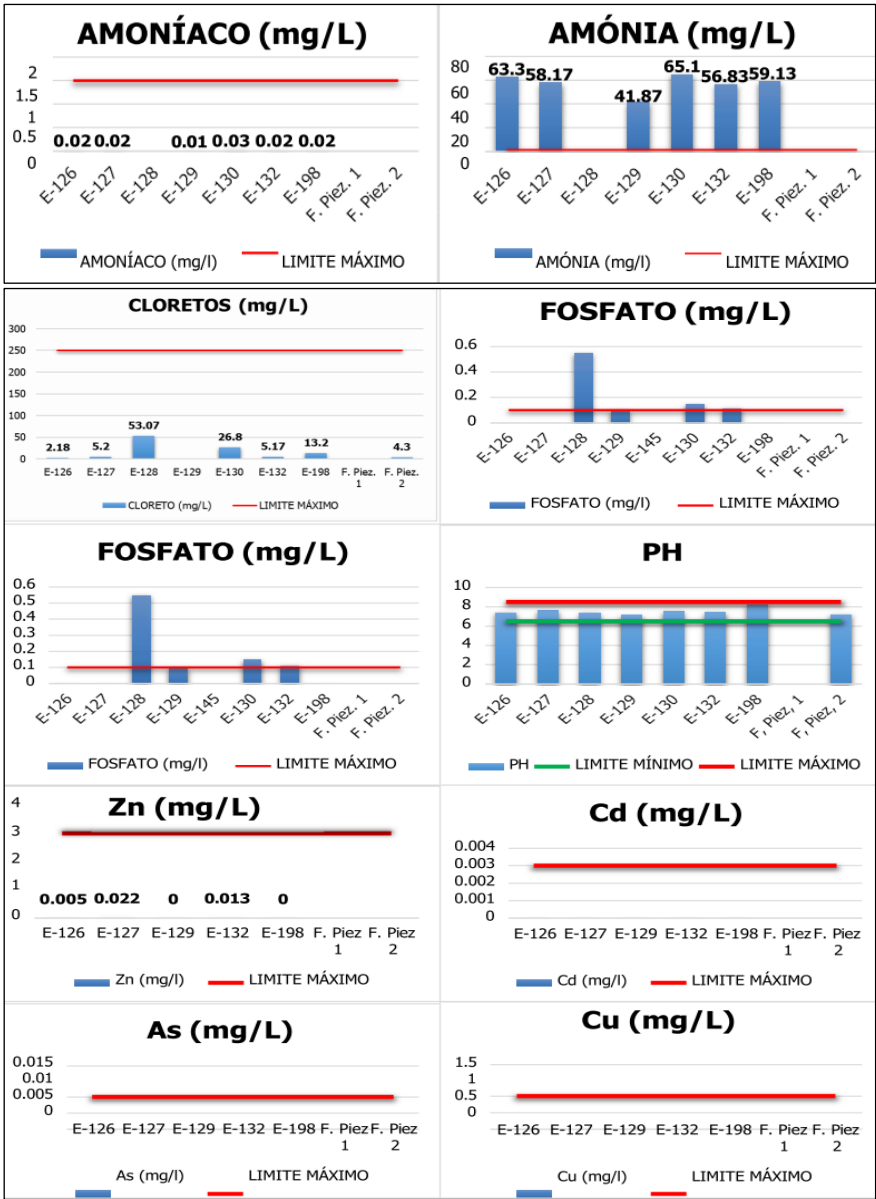 AMONÍACO (mg/L)
2
1.5
1
0.5
0
0.02 0.02 0.01 0.03 0.02 0.02
E-126 E-127 E-128 E-129 E-130 E-132 E-198 F. Piez. 1 F. Piez. 2
AMONÍACO (mg/l) LIMITE MÁXIMO
AMÓNIA (mg/L)
80
60
40
20
0
63.3 58.17 41.87 65.1 56.83 59.13
E-126 E-127 E-128 E-129 E-130 E-132 E-198 F. Piez. 1 F. Piez. 2
AMÓNIA (mg/l) LIMITE MÁXIMO
CLORETOS (mg/L)
300
250
200
150
100
50
0
2.18 5.2 53.07 26.8 5.17 13.2 4.3
E-126 E-127 E-128 E-129 E-130 E-132 E-198 F. Piez. F. Piez.
1 2
CLORETO (mg/L) LIMITE MÁXIMO
FOSFATO (mg/L)
0.6
0.4
0.2
0
E-126 E-127 E-128 E-129 E-145 E-130 E-132 E-198 F. Piez. 1 F. Piez. 2
FOSFATO (mg/l) LIMITE MÁXIMO
FOSFATO (mg/L)
0.6
0.5
0.4
0.3
0.2
0.1
0
E-126 E-127 E-128 E-129 E-145 E-130 E-132 E-198 F. Piez. 1 F. Piez. 2
FOSFATO (mg/l) LIMITE MÁXIMO
PH
10
8
6
4
2
0
E-126 E-127 E-128 E-129 E-130 E-132 E-198 F, Piez, 1 F, Piez, 2
PH LIMITE MÍNIMO LIMITE MÁXIMO
Zn (mg/L)
4
3
2
1
0
0.005 0.022 0 0.013 0
E-126 E-127 E-129 E-132 E-198 F. Piez F. Piez
1 2
Zn (mg/l) LIMITE MÁXIMO
Cd (mg/L)
0.004
0.003
0.002
0.001
0
E-126 E-127 E-129 E-132 E-198 F. Piez F. Piez
1 2
Cd (mg/l) LIMITE MÁXIMO
As (mg/L)
0.015
0.01
0.005
0
E-126 E-127 E-129 E-132 E-198 F. Piez F. Piez
1 2
As (mg/l) LIMITE MÁXIMO
Cu (mg/L)
1.5
1
0.5
0
E-126 E-127 E-129 E-132 E-198 F. Piez F. Piez
1 2
Cu (mg/l) LIMITE MÁXIMO